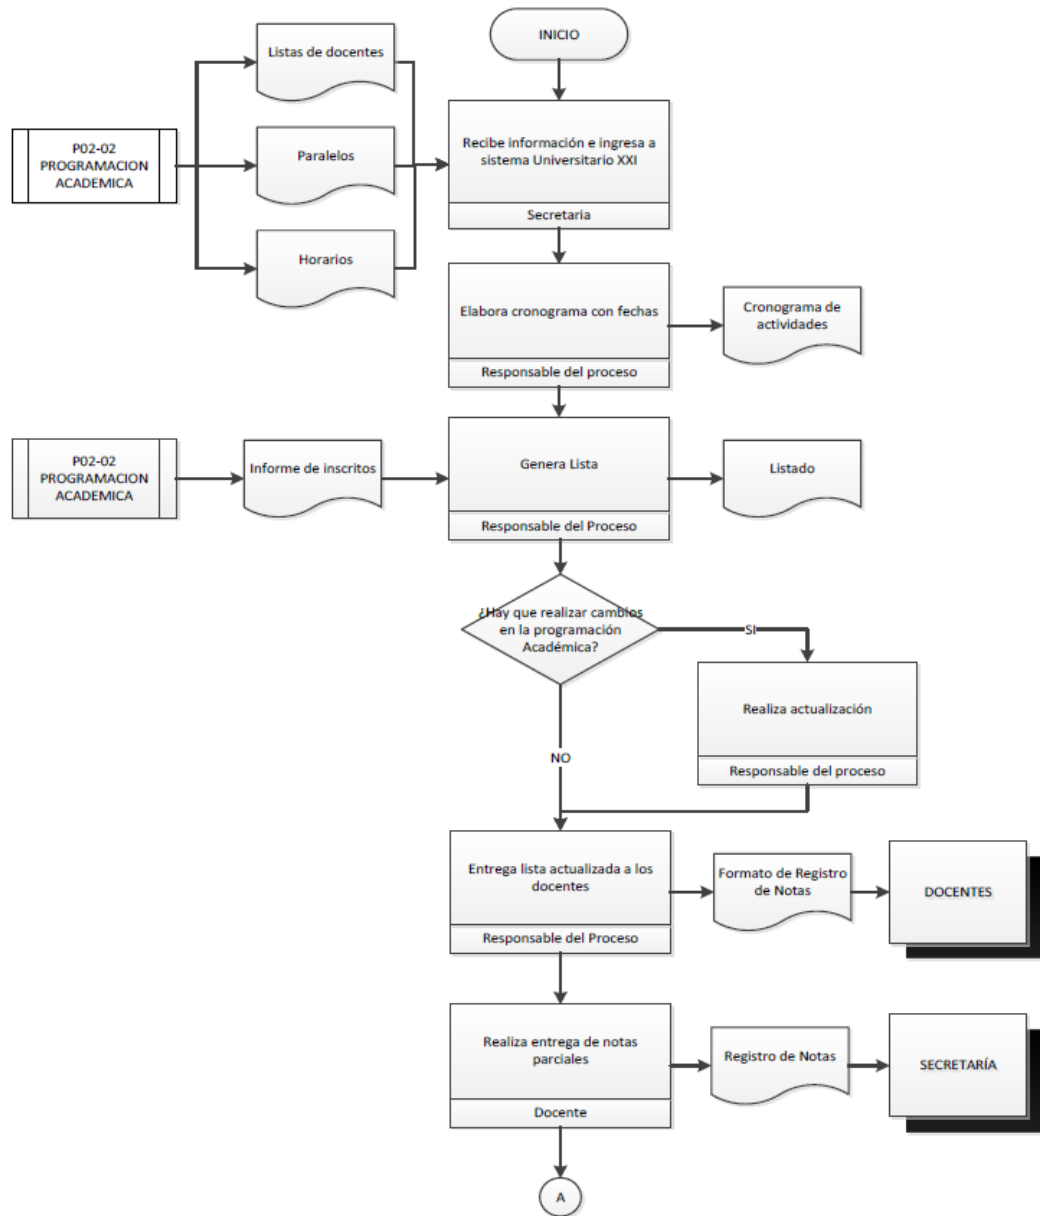 INICIO
Listas de docentes
P02-02
PROGRAMACION
ACADEMICA
Paralelos
Horarios
Recibe información e ingresa a
sistema Universitario XXI
Secretaria
Elabora cronograma con fechas
Responsable del proceso
Cronograma de
actividades
P02-02
PROGRAMACION
ACADEMICA
Informe de inscritos
Genera Lista
Responsable del Proceso
Listado
¿Hay que realizar cambios
en la programación
Académica?
SI
Realiza actualización
Responsable del proceso
NO
Entrega lista actualizada a los
docentes
Responsable del Proceso
Formato de Registro
de Notas
DOCENTES
Realiza entrega de notas
parciales
Docente
Registro de Notas
SECRETARÍA
A